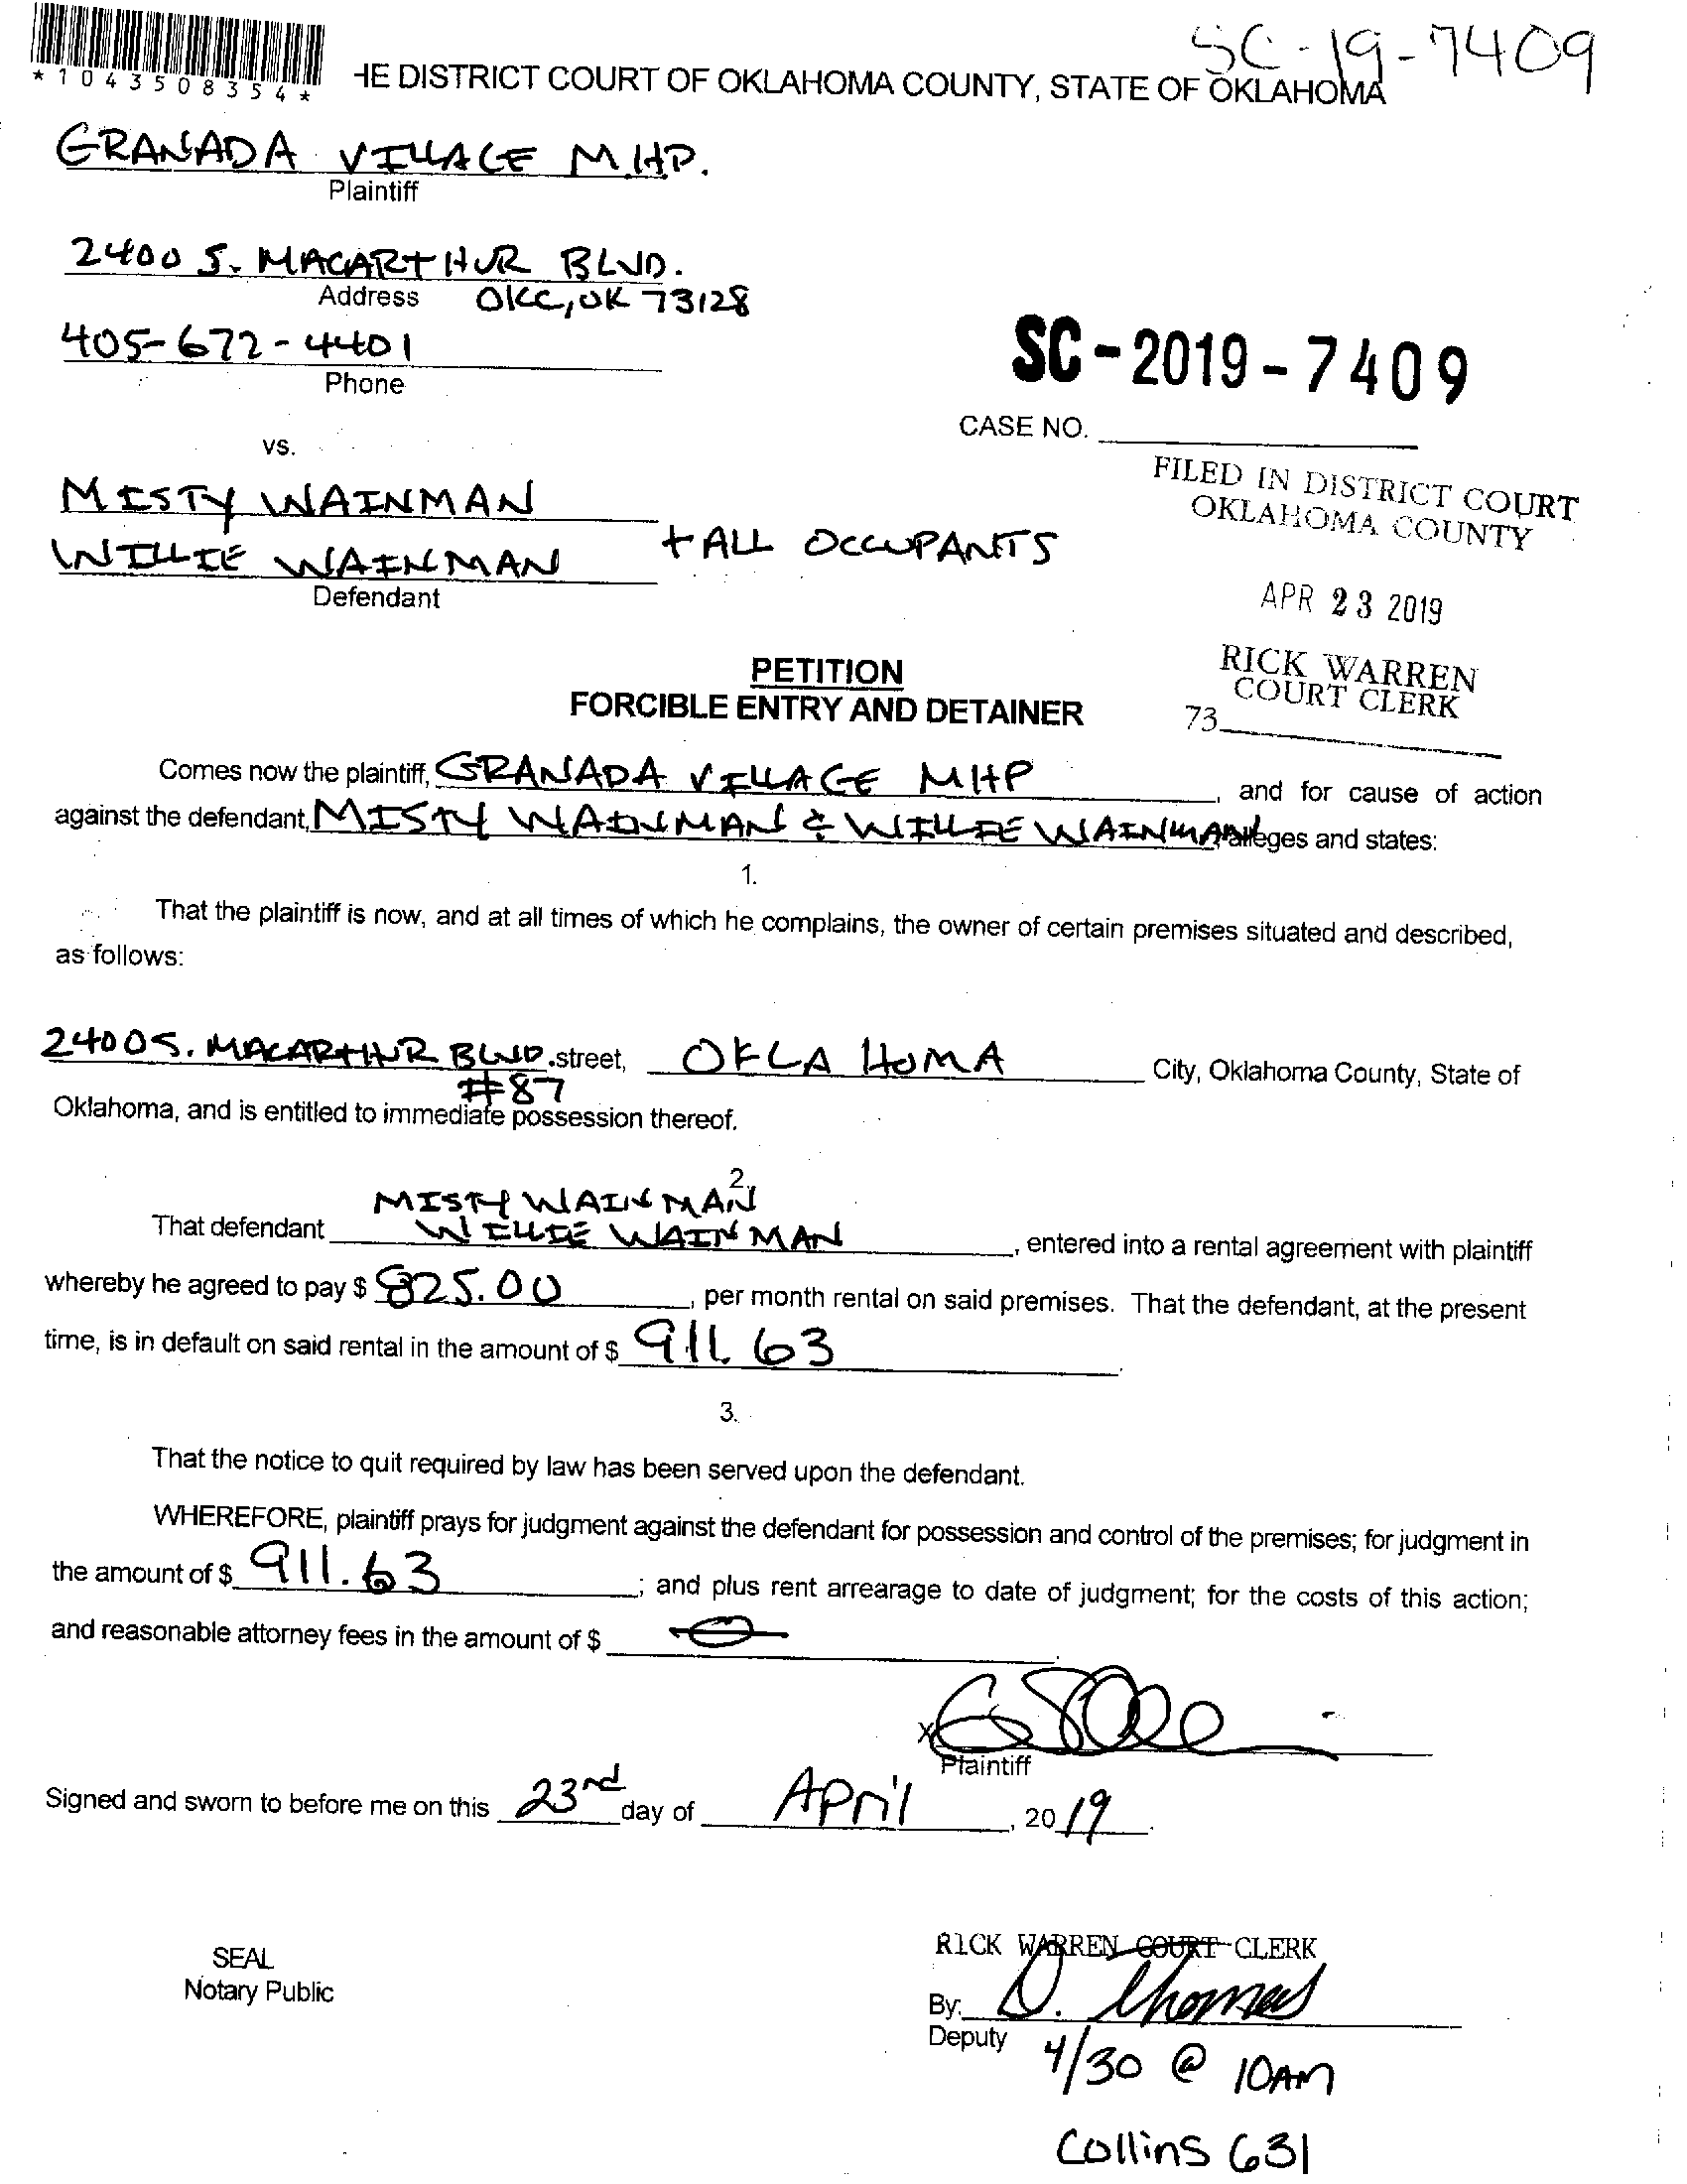 SC-19-7409
*1043508354*
HE DISTRICT COURT OF OKLAHOMA COUNTY, STATE OF OKLAHOMA
GRANADA VILLAGE M.H.P.
Plaintiff
2400 S. MACARTHUR BLVD.
Address OKC, OK 73128
405-672-4401
Phone
SC-2019-7409
CASE NO.
vs.
FILED IN DISTRICT COURT
OKLAHOMA COUNTY
MISTY WAINMAN
WILLIE WAINMAN + ALL OCCUPANTS
Defendant
APR 23 2019
RICK WARREN
COURT CLERK
73
PETITION
FORCIBLE ENTRY AND DETAINER
Comes now the plaintiff, GRANADA VILLAGE MHP, and for cause of action
against the defendant, MISTY WAINMAN & WILLIE WAINMAN, alleges and states:
1.
That the plaintiff is now, and at all times of which he complains, the owner of certain premises situated and described,
as follows:
2400 S. MACARTHUR BLVD. street, OKLAHOMA City, Oklahoma County, State of
#87
Oklahoma, and is entitled to immediate possession thereof.
2.
MISTY WAINMAN
That defendant WILLIE WAINMAN, entered into a rental agreement with plaintiff
whereby he agreed to pay $ 825.00, per month rental on said premises. That the defendant, at the present
time, is in default on said rental in the amount of $ 911.63.
3.
That the notice to quit required by law has been served upon the defendant.
WHEREFORE, plaintiff prays for judgment against the defendant for possession and control of the premises; for judgment in
the amount of $ 911.63; and plus rent arrearage to date of judgment; for the costs of this action;
and reasonable attorney fees in the amount of $ 0.
X
Plaintiff
Signed and sworn to before me on this 23rd day of April, 2019.
SEAL
Notary Public
RICK WARREN COURT CLERK
By: D. Thomas
Deputy
4/30 @ 10AM
Collins 631